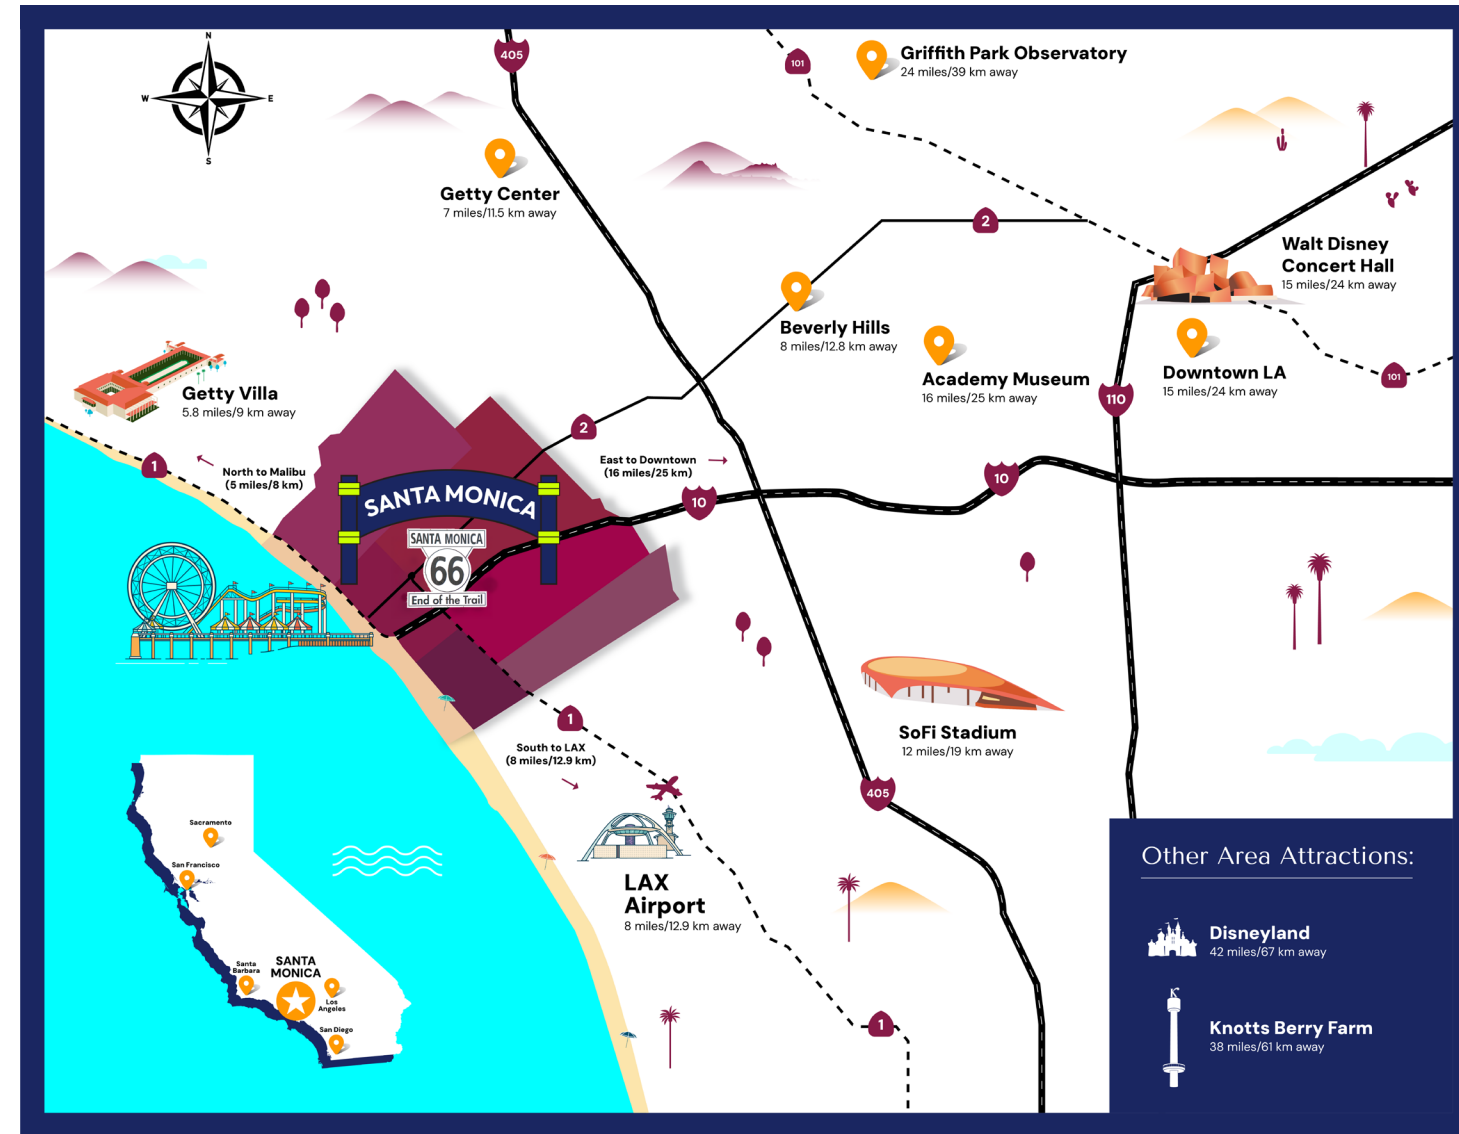 N
W
E
S
405
101
Griffith Park Observatory
24 miles/39 km away
Getty Center
7 miles/11.5 km away
2
Walt Disney
Concert Hall
15 miles/24 km away
Beverly Hills
8 miles/12.8 km away
Academy Museum
16 miles/25 km away
Downtown LA
15 miles/24 km away
101
110
Getty Villa
5.8 miles/9 km away
2
1
North to Malibu
(5 miles/8 km)
East to Downtown
(16 miles/25 km)
10
10
SANTA MONICA
SANTA MONICA
66
End of the Trail
1
South to LAX
(8 miles/12.9 km)
SoFi Stadium
12 miles/19 km away
405
LAX
Airport
8 miles/12.9 km away
1
Sacramento
San Francisco
Santa
Barbara
SANTA
MONICA
Los
Angeles
San Diego
Other Area Attractions:
Disneyland
42 miles/67 km away
K
Knotts Berry Farm
38 miles/61 km away